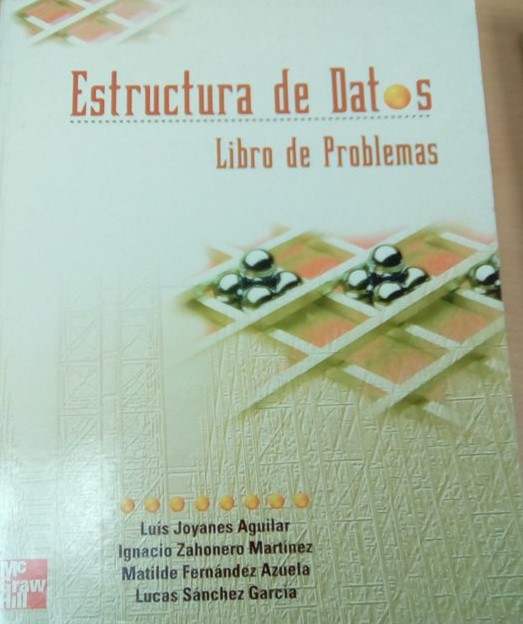 Estructura de Datos
Libro de Problemas
Luis Joyanes Aguilar
Ignacio Zahonero Martínez
Matilde Fernández Azuela
Lucas Sánchez García
Mc
Graw
Hill